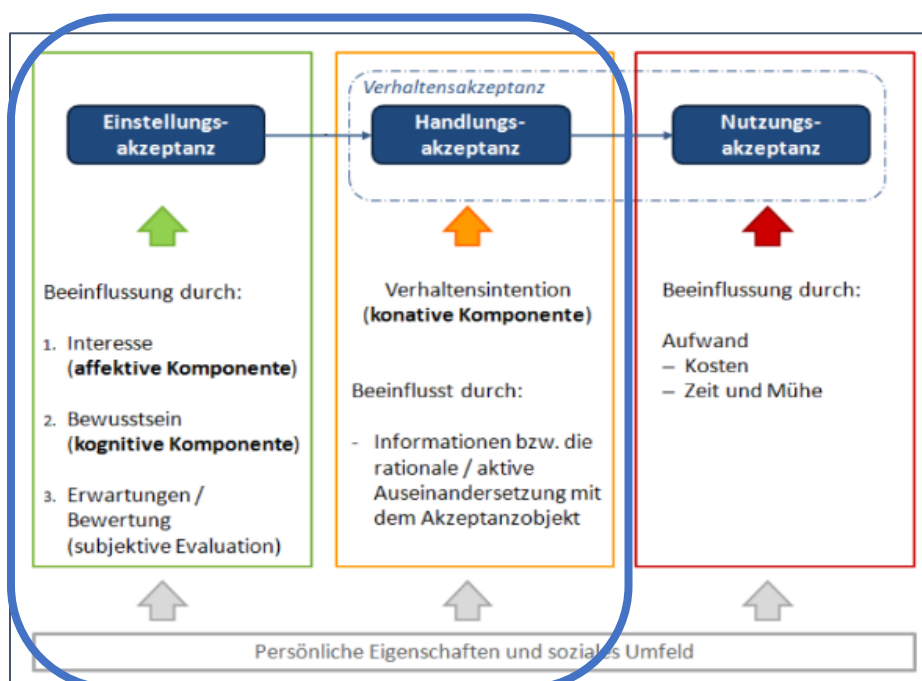 Verhaltensakzeptanz
Einstellungs-
akzeptanz
Handlungs-
akzeptanz
Nutzungs-
akzeptanz
Beeinflussung durch:
1. Interesse
(affektive Komponente)
2. Bewusstsein
(kognitive Komponente)
3. Erwartungen /
Bewertung
(subjektive Evaluation)
Verhaltensintention
(konative Komponente)
Beeinflusst durch:
- Informationen bzw. die
rationale / aktive
Auseinandersetzung mit
dem Akzeptanzobjekt
Beeinflussung durch:
Aufwand
– Kosten
– Zeit und Mühe
Persönliche Eigenschaften und soziales Umfeld